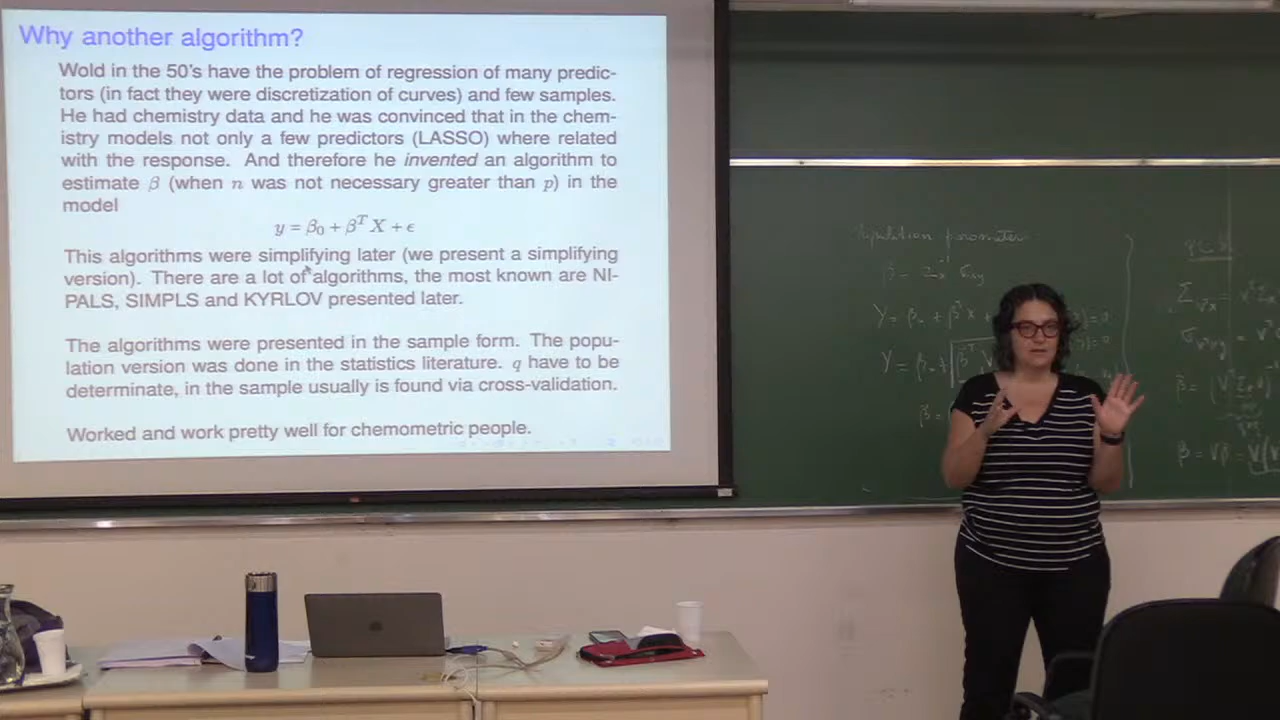 Why another algorithm?
Wold in the 50's have the problem of regression of many predic-
tors (in fact they were discretization of curves) and few samples.
He had chemistry data and he was convinced that in the chem-
istry models not only a few predictors (LASSO) where related
with the response. And therefore he invented an algorithm to
estimate β (when n was not necessary greater than p) in the
model
y = β₀ + βᵀX + ϵ
This algorithms were simplifying later (we present a simplifying
version). There are a lot of algorithms, the most known are NI-
PALS, SIMPLS and KYRLOV presented later.
The algorithms were presented in the sample form. The popu-
lation version was done in the statistics literature. q have to be
determinate, in the sample usually is found via cross-validation.
Worked and work pretty well for chemometric people.
Population parameter